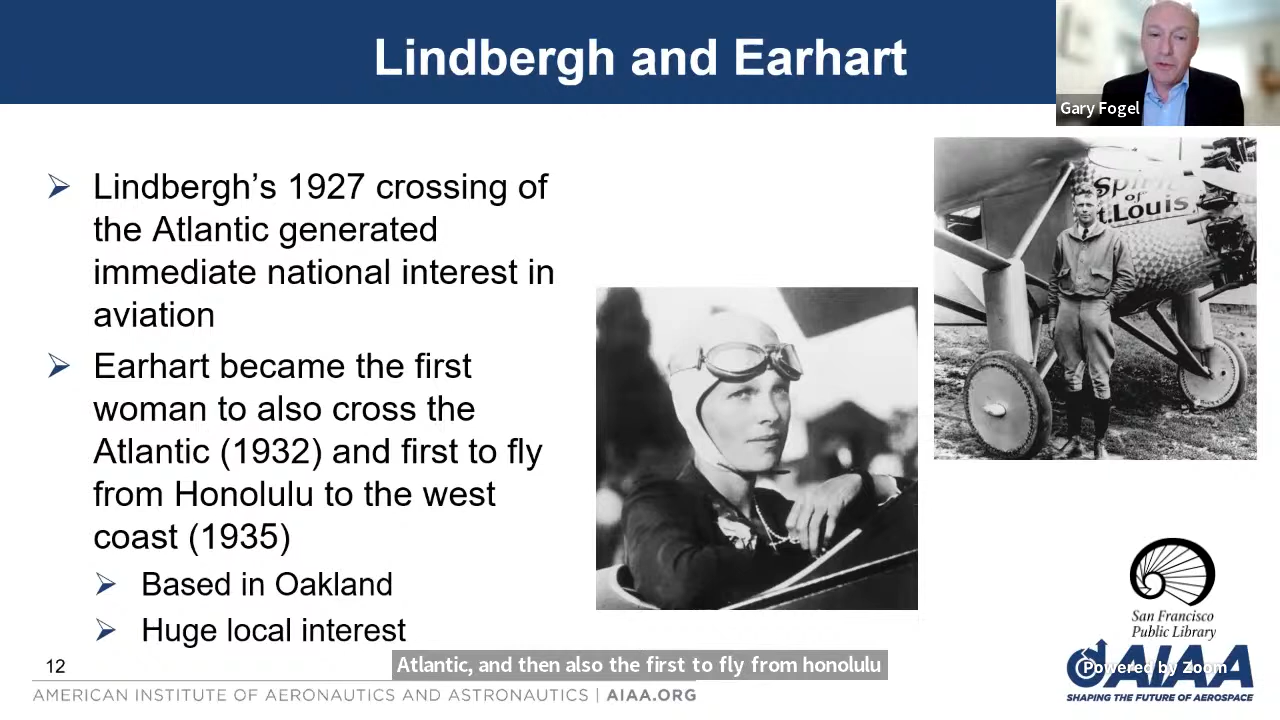 Lindbergh and Earhart
Gary Fogel
➢ Lindbergh’s 1927 crossing of
the Atlantic generated
immediate national interest in
aviation
➢ Earhart became the first
woman to also cross the
Atlantic (1932) and first to fly
from Honolulu to the west
coast (1935)
➢ Based in Oakland
➢ Huge local interest
Spirit
of
t.Louis
San Francisco
Public Library
12
Atlantic, and then also the first to fly from honolulu
AIAA
Powered by Zoom
SHAPING THE FUTURE OF AEROSPACE
AMERICAN INSTITUTE OF AERONAUTICS AND ASTRONAUTICS | AIAA.ORG